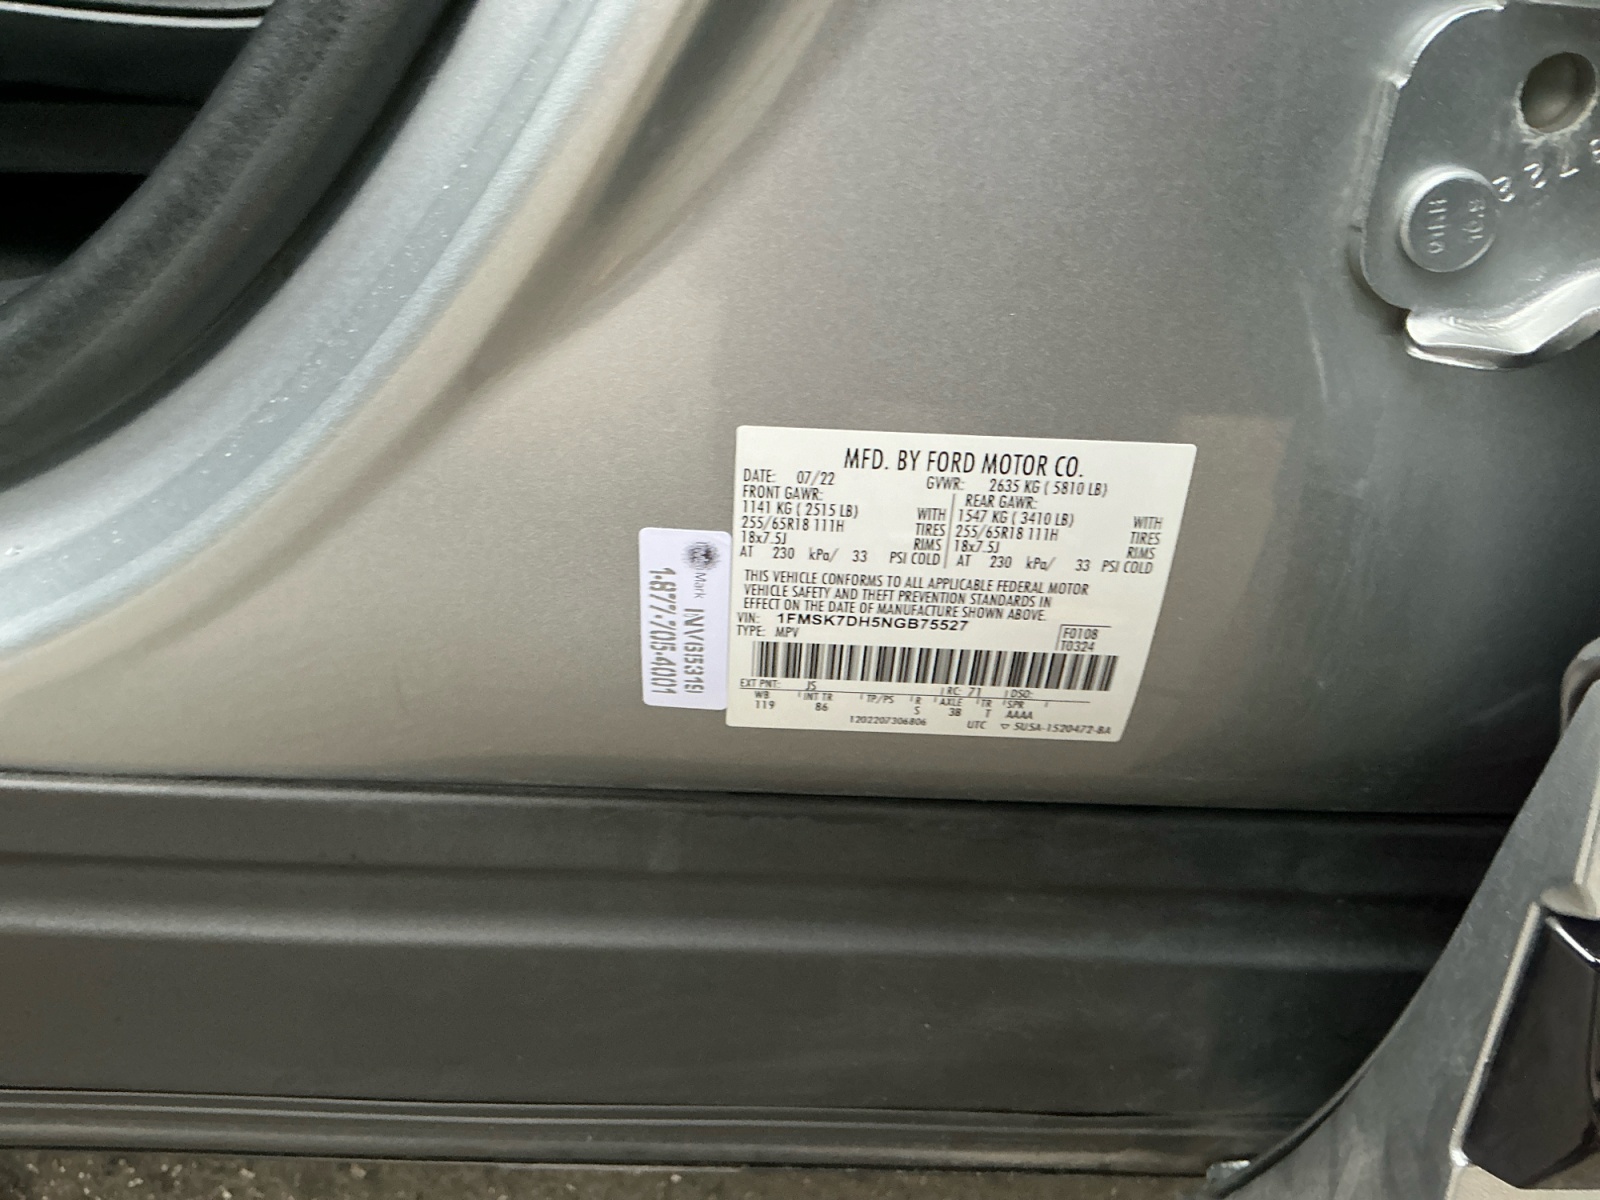 722
MFD. BY FORD MOTOR CO.
DATE: 07/22 GVWR: 2635 KG ( 5810 LB)
FRONT GAWR: REAR GAWR:
1141 KG ( 2515 LB) WITH 1547 KG ( 3410 LB) WITH
255/65R18 111H TIRES 255/65R18 111H TIRES
18x7.5J RIMS 18x7.5J RIMS
AT 230 kPa/ 33 PSI COLD AT 230 kPa/ 33 PSI COLD
THIS VEHICLE CONFORMS TO ALL APPLICABLE FEDERAL MOTOR
VEHICLE SAFETY AND THEFT PREVENTION STANDARDS IN
EFFECT ON THE DATE OF MANUFACTURE SHOWN ABOVE.
VIN: 1FMSK7DH5NGB75527 F0108
TYPE: MPV T0324
EXT PNT: JS RC: 71 DSO:
WB INT TR TP/PS R AXLE TR SPR
119 86 S 3B T AAAA
1202207306806 UTC ▽ SU5A-1520472-BA
Mark INV3531S
1-877-705-4001